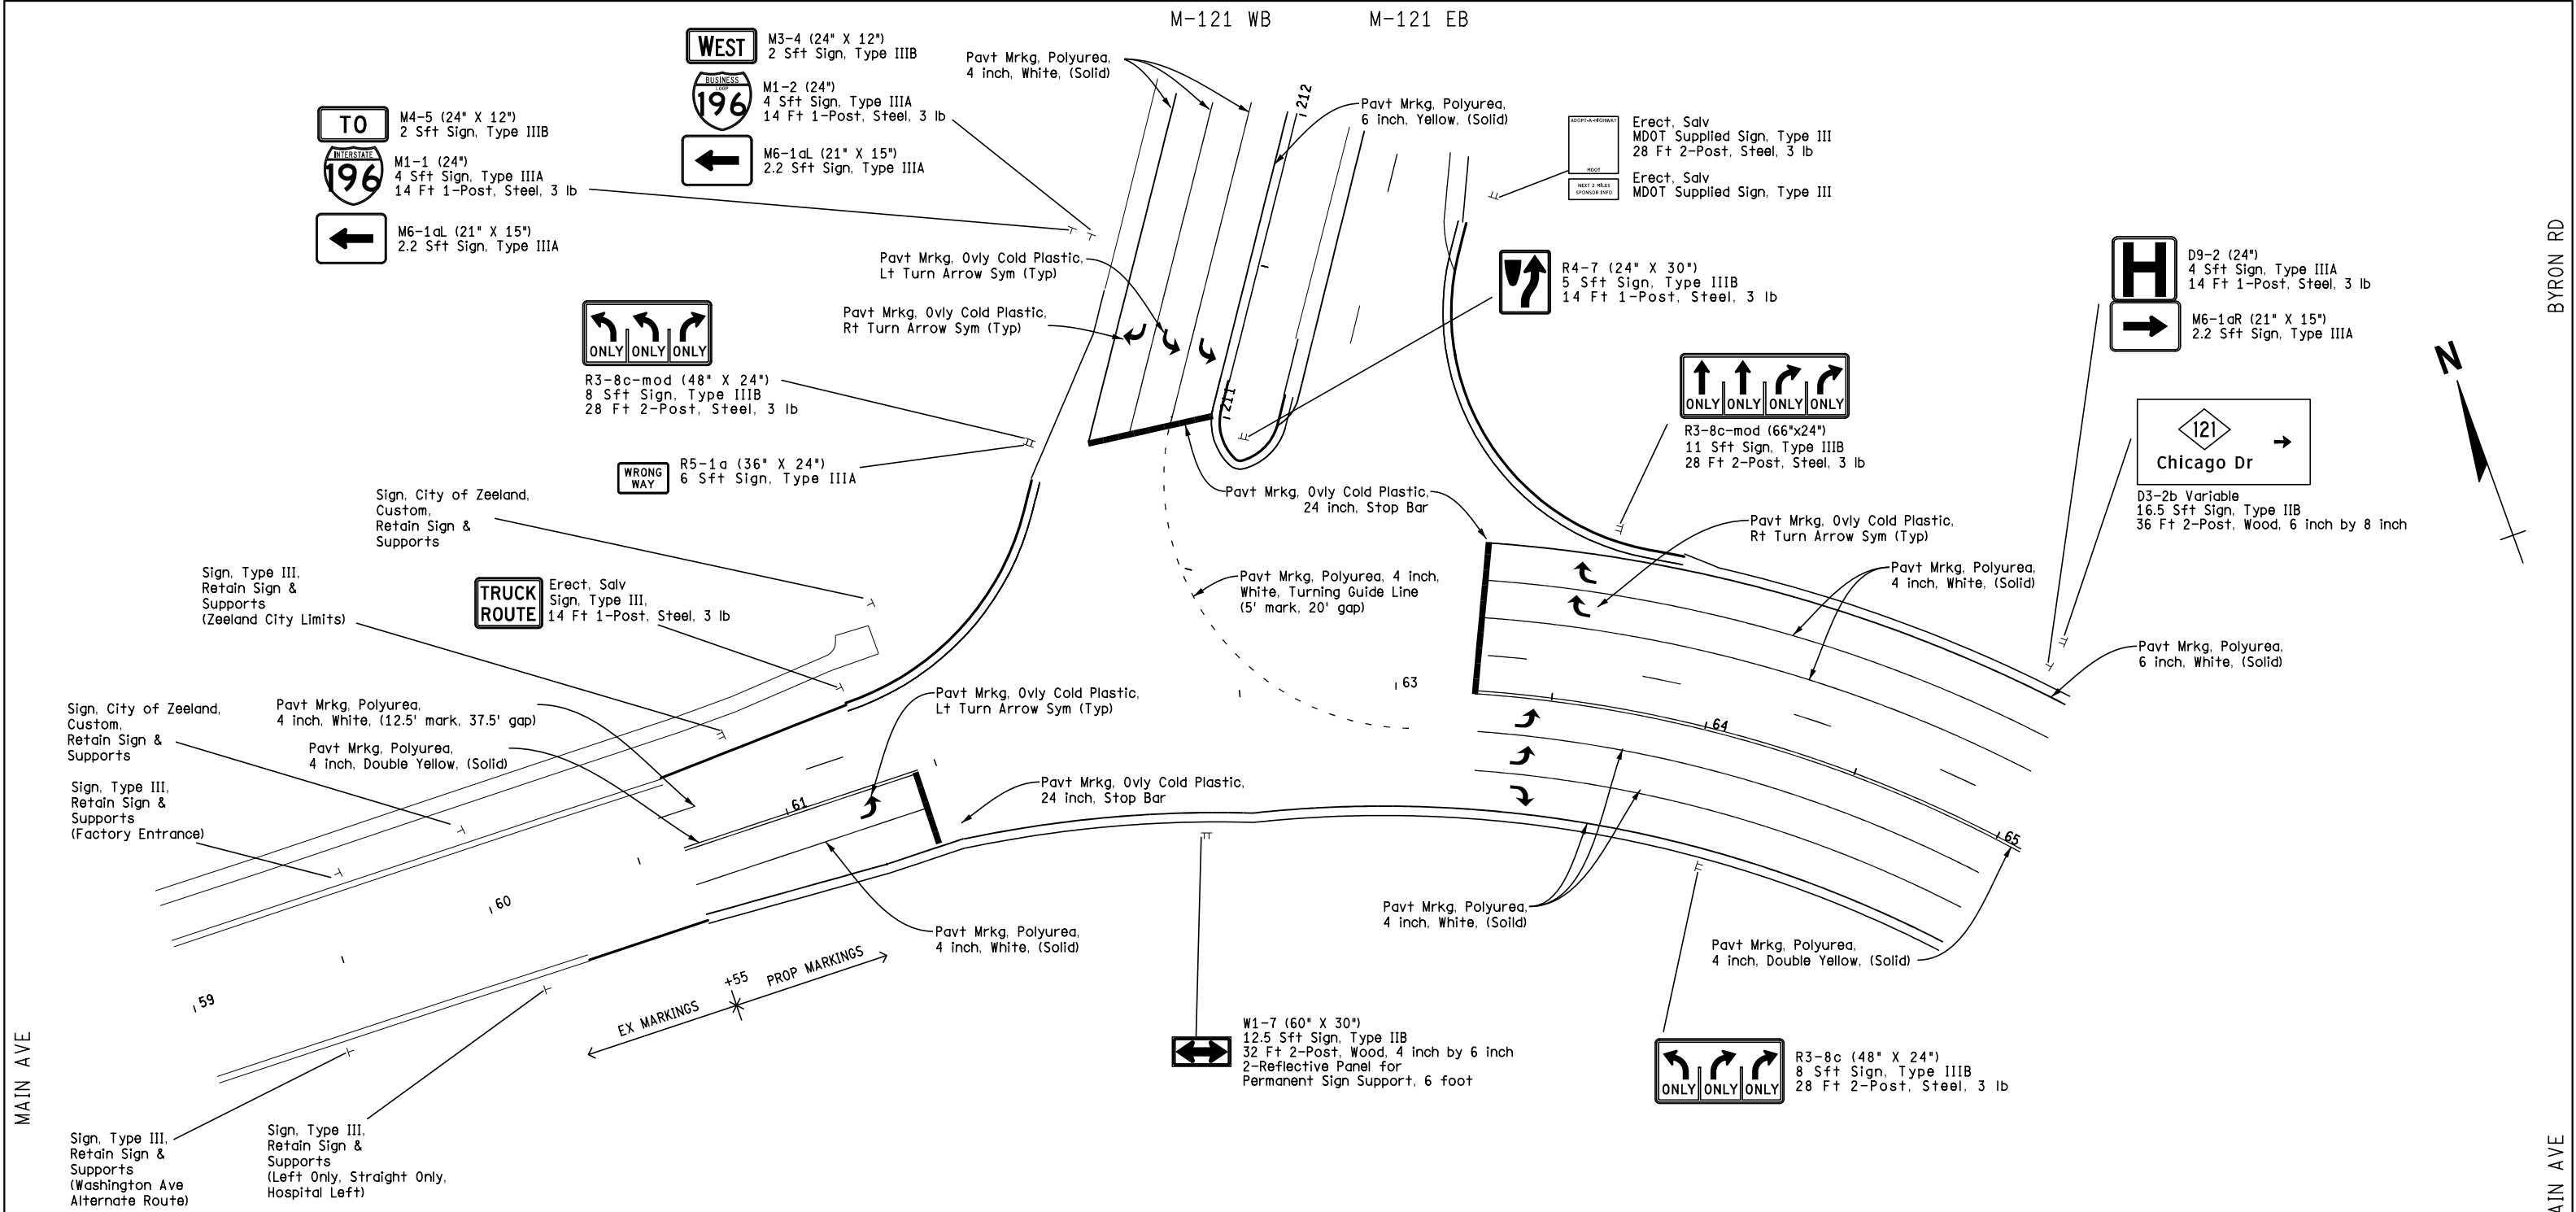 M-121 WB
M-121 EB
WEST
M3-4 (24" X 12")
2 Sft Sign, Type IIIB
BUSINESS
LOOP
196
M1-2 (24")
4 Sft Sign, Type IIIA
14 Ft 1-Post, Steel, 3 lb
M6-1aL (21" X 15")
2.2 Sft Sign, Type IIIA
TO
M4-5 (24" X 12")
2 Sft Sign, Type IIIB
INTERSTATE
196
M1-1 (24")
4 Sft Sign, Type IIIA
14 Ft 1-Post, Steel, 3 lb
M6-1aL (21" X 15")
2.2 Sft Sign, Type IIIA
Pavt Mrkg, Polyurea,
4 inch, White, (Solid)
212
Pavt Mrkg, Polyurea,
6 inch, Yellow, (Solid)
ADOPT-A-HIGHWAY
MDOT
Erect, Salv
MDOT Supplied Sign, Type III
28 Ft 2-Post, Steel, 3 lb
NEXT 2 MILES
SPONSOR INFO
Erect, Salv
MDOT Supplied Sign, Type III
Pavt Mrkg, Ovly Cold Plastic,
Lt Turn Arrow Sym (Typ)
Pavt Mrkg, Ovly Cold Plastic,
Rt Turn Arrow Sym (Typ)
R4-7 (24" X 30")
5 Sft Sign, Type IIIB
14 Ft 1-Post, Steel, 3 lb
H
D9-2 (24")
4 Sft Sign, Type IIIA
14 Ft 1-Post, Steel, 3 lb
M6-1aR (21" X 15")
2.2 Sft Sign, Type IIIA
BYRON RD
N
ONLY ONLY ONLY
R3-8c-mod (48" X 24")
8 Sft Sign, Type IIIB
28 Ft 2-Post, Steel, 3 lb
211
ONLY ONLY ONLY ONLY
R3-8c-mod (66"x24")
11 Sft Sign, Type IIIB
28 Ft 2-Post, Steel, 3 lb
121
Chicago Dr
D3-2b Variable
16.5 Sft Sign, Type IIB
36 Ft 2-Post, Wood, 6 inch by 8 inch
WRONG
WAY
R5-1a (36" X 24")
6 Sft Sign, Type IIIA
Sign, City of Zeeland,
Custom,
Retain Sign &
Supports
Pavt Mrkg, Ovly Cold Plastic,
24 inch, Stop Bar
Pavt Mrkg, Ovly Cold Plastic,
Rt Turn Arrow Sym (Typ)
Pavt Mrkg, Polyurea,
4 inch, White, (Solid)
Sign, Type III,
Retain Sign &
Supports
(Zeeland City Limits)
TRUCK
ROUTE
Erect, Salv
Sign, Type III,
14 Ft 1-Post, Steel, 3 lb
Pavt Mrkg, Polyurea, 4 inch,
White, Turning Guide Line
(5' mark, 20' gap)
Pavt Mrkg, Polyurea,
6 inch, White, (Solid)
63
64
65
Sign, City of Zeeland,
Custom,
Retain Sign &
Supports
Pavt Mrkg, Polyurea,
4 inch, White, (12.5' mark, 37.5' gap)
Pavt Mrkg, Polyurea,
4 inch, Double Yellow, (Solid)
Pavt Mrkg, Ovly Cold Plastic,
Lt Turn Arrow Sym (Typ)
Sign, Type III,
Retain Sign &
Supports
(Factory Entrance)
61
Pavt Mrkg, Ovly Cold Plastic,
24 inch, Stop Bar
60
59
Pavt Mrkg, Polyurea,
4 inch, White, (Solid)
Pavt Mrkg, Polyurea,
4 inch, White, (Soild)
Pavt Mrkg, Polyurea,
4 inch, Double Yellow, (Solid)
EX MARKINGS
+55
PROP MARKINGS
W1-7 (60" X 30")
12.5 Sft Sign, Type IIB
32 Ft 2-Post, Wood, 4 inch by 6 inch
2-Reflective Panel for
Permanent Sign Support, 6 foot
ONLY ONLY ONLY
R3-8c (48" X 24")
8 Sft Sign, Type IIIB
28 Ft 2-Post, Steel, 3 lb
MAIN AVE
Sign, Type III,
Retain Sign &
Supports
(Washington Ave
Alternate Route)
Sign, Type III,
Retain Sign &
Supports
(Left Only, Straight Only,
Hospital Left)
AIN AVE